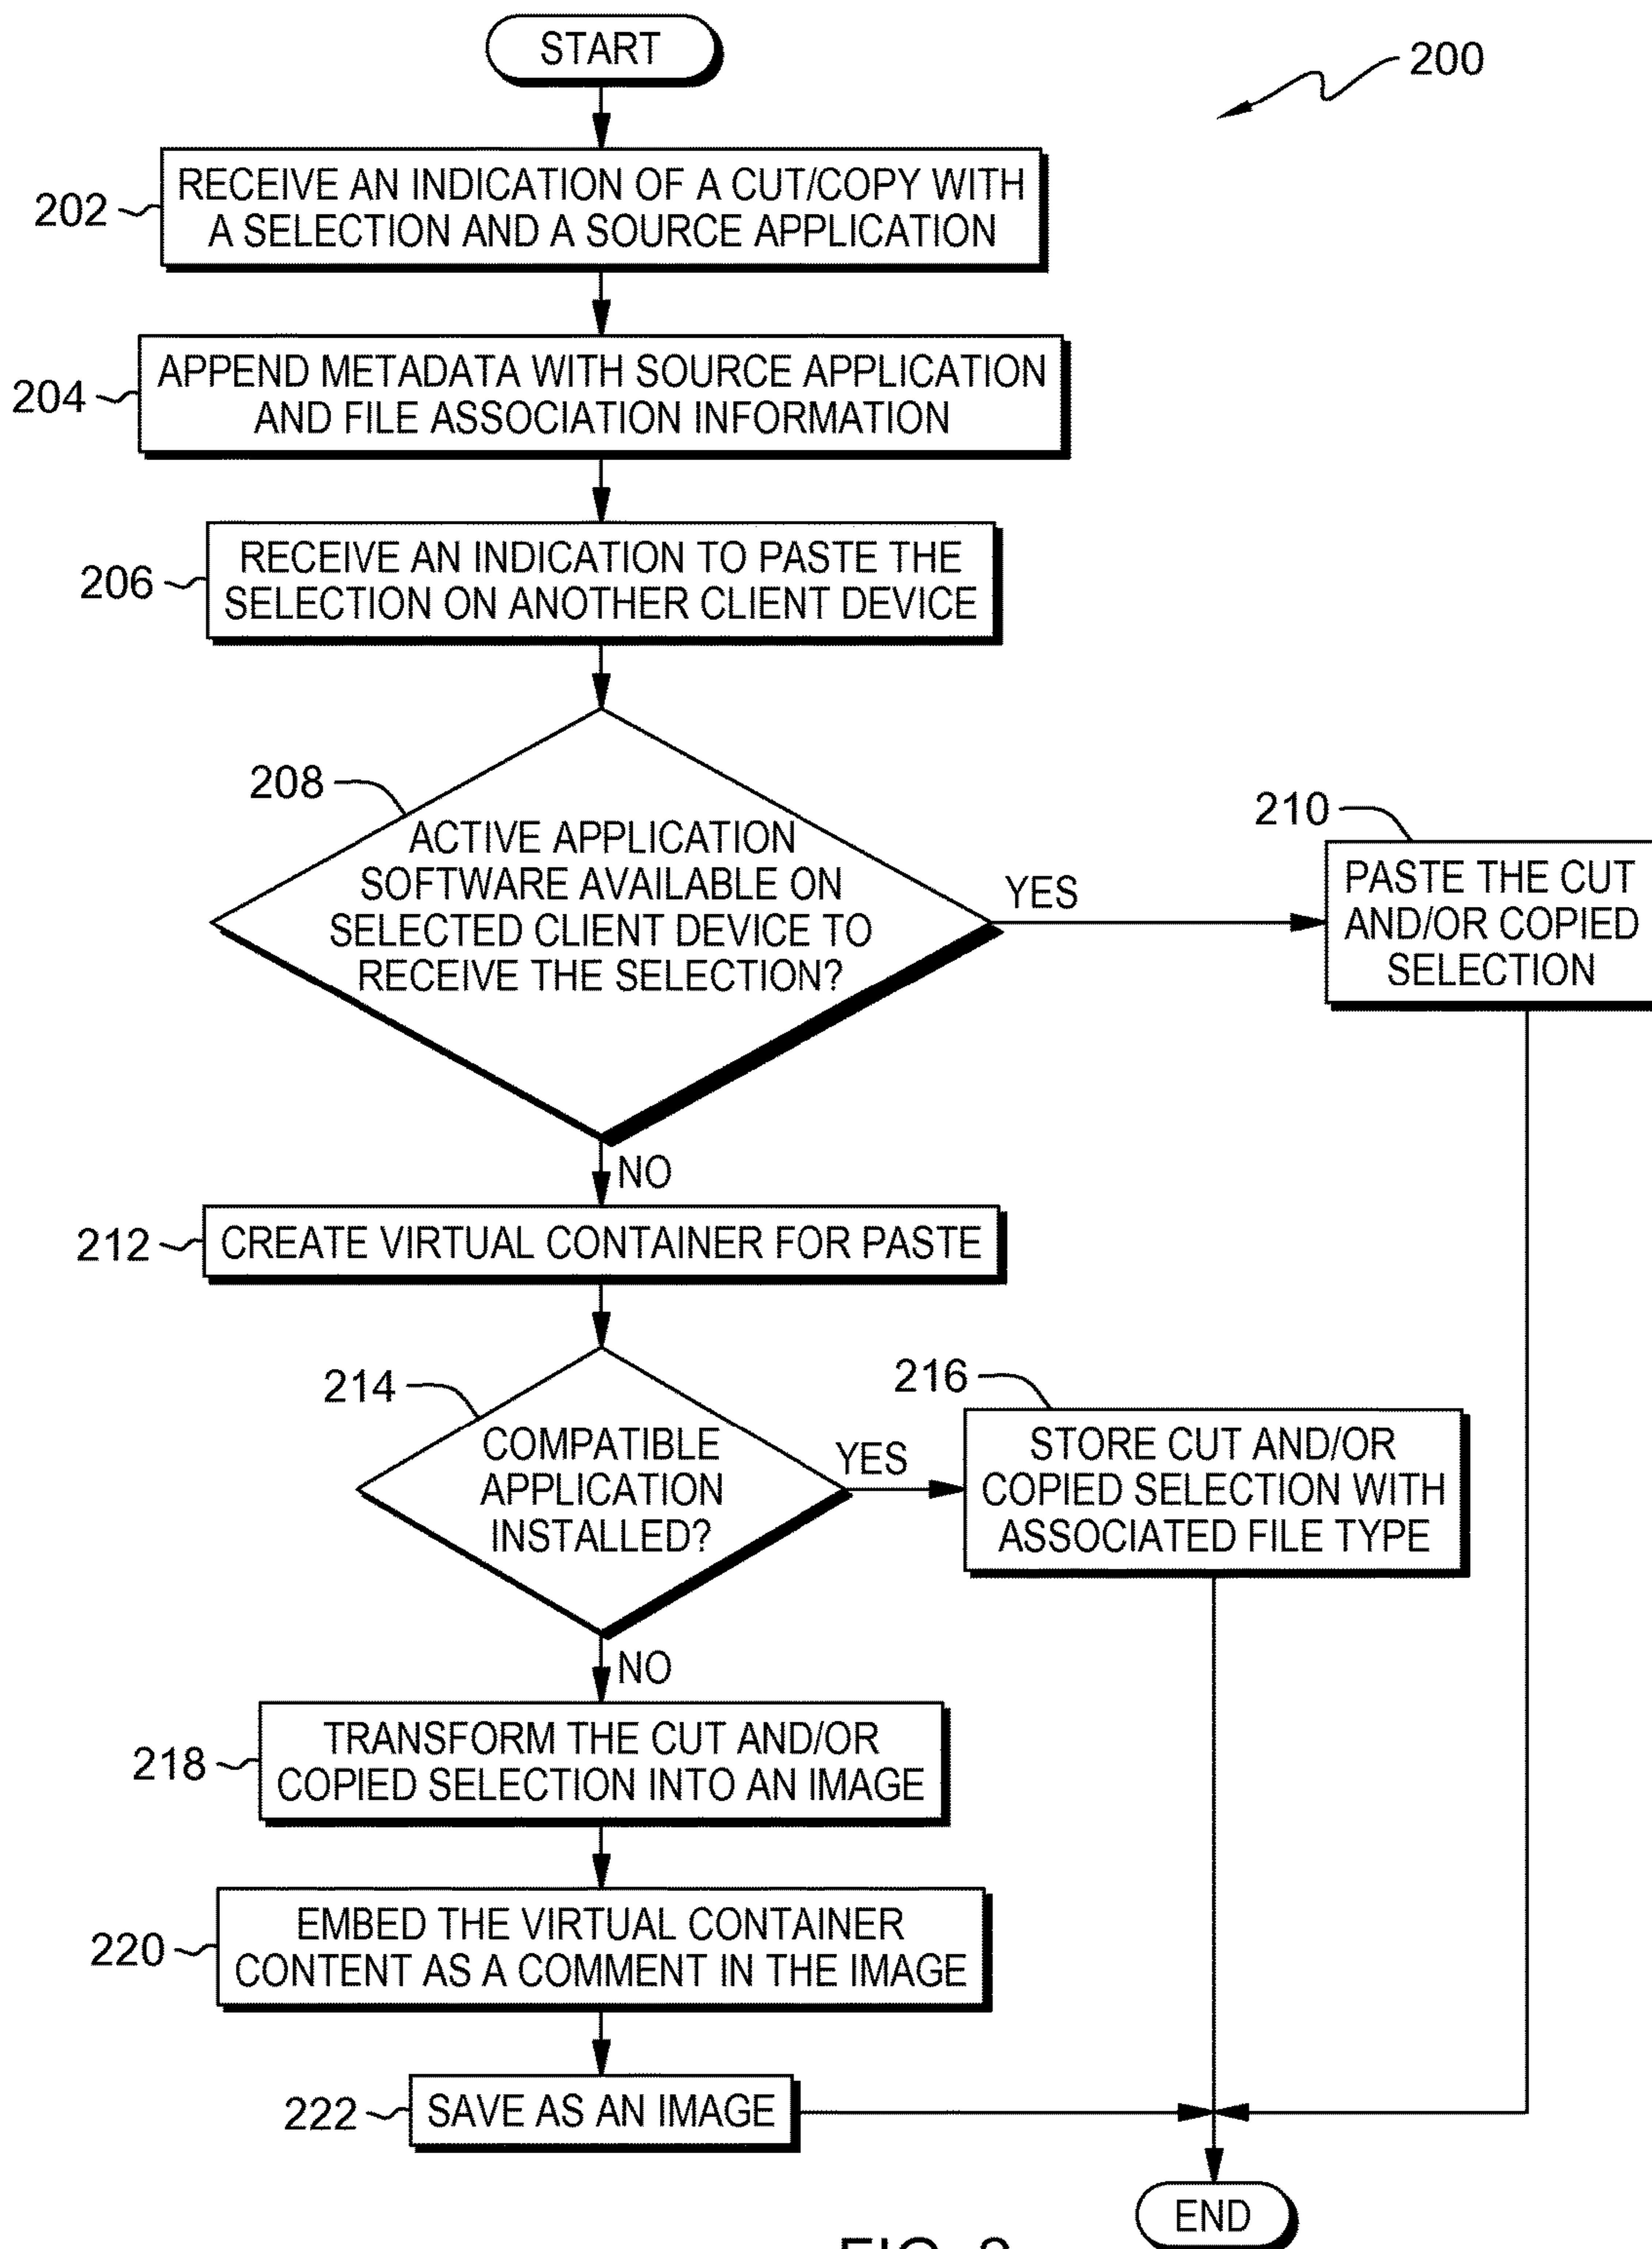 START
200
202
RECEIVE AN INDICATION OF A CUT/COPY WITH
A SELECTION AND A SOURCE APPLICATION
204
APPEND METADATA WITH SOURCE APPLICATION
AND FILE ASSOCIATION INFORMATION
206
RECEIVE AN INDICATION TO PASTE THE
SELECTION ON ANOTHER CLIENT DEVICE
208
ACTIVE APPLICATION
SOFTWARE AVAILABLE ON
SELECTED CLIENT DEVICE TO
RECEIVE THE SELECTION?
YES
210
PASTE THE CUT
AND/OR COPIED
SELECTION
NO
212
CREATE VIRTUAL CONTAINER FOR PASTE
214
COMPATIBLE
APPLICATION
INSTALLED?
YES
216
STORE CUT AND/OR
COPIED SELECTION WITH
ASSOCIATED FILE TYPE
NO
218
TRANSFORM THE CUT AND/OR
COPIED SELECTION INTO AN IMAGE
220
EMBED THE VIRTUAL CONTAINER
CONTENT AS A COMMENT IN THE IMAGE
222
SAVE AS AN IMAGE
END